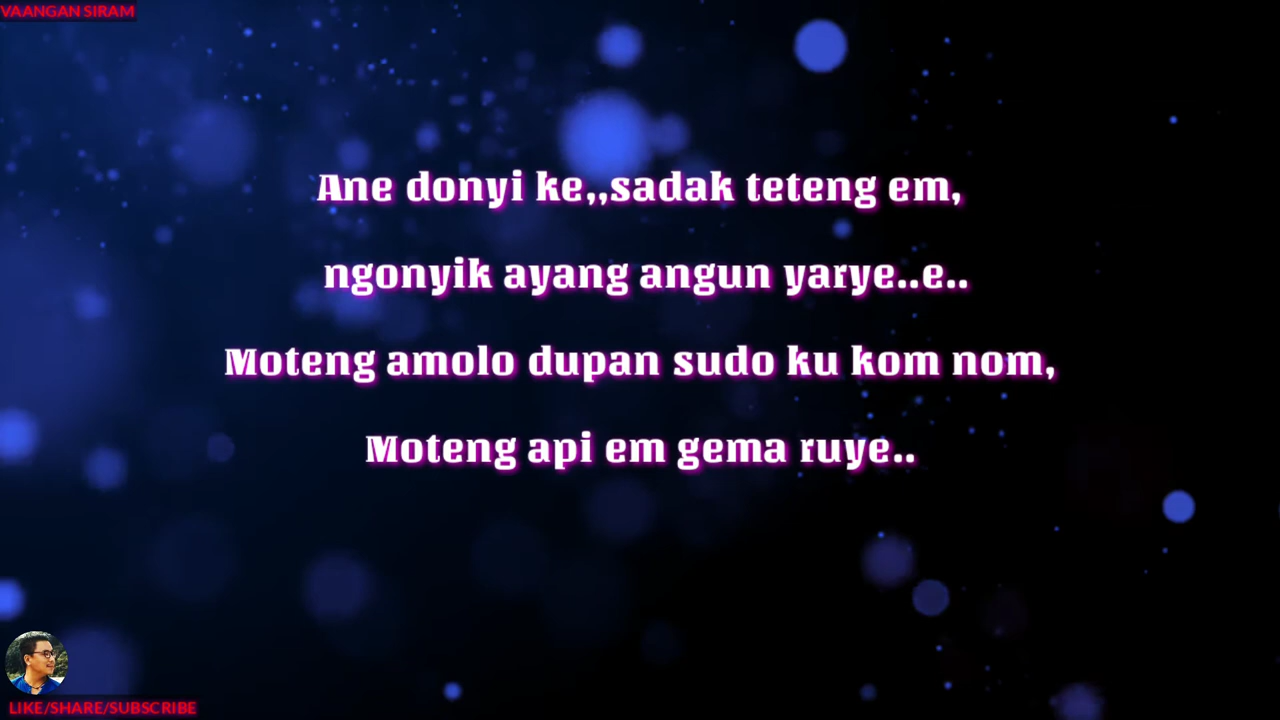 VAANGAN SIRAM
Ane donyi ke,,sadak teteng em,
ngonyik ayang angun yarye..e..
Moteng amolo dupan sudo ku kom nom,
Moteng api em gema ruye..
LIKE/SHARE/SUBSCRIBE